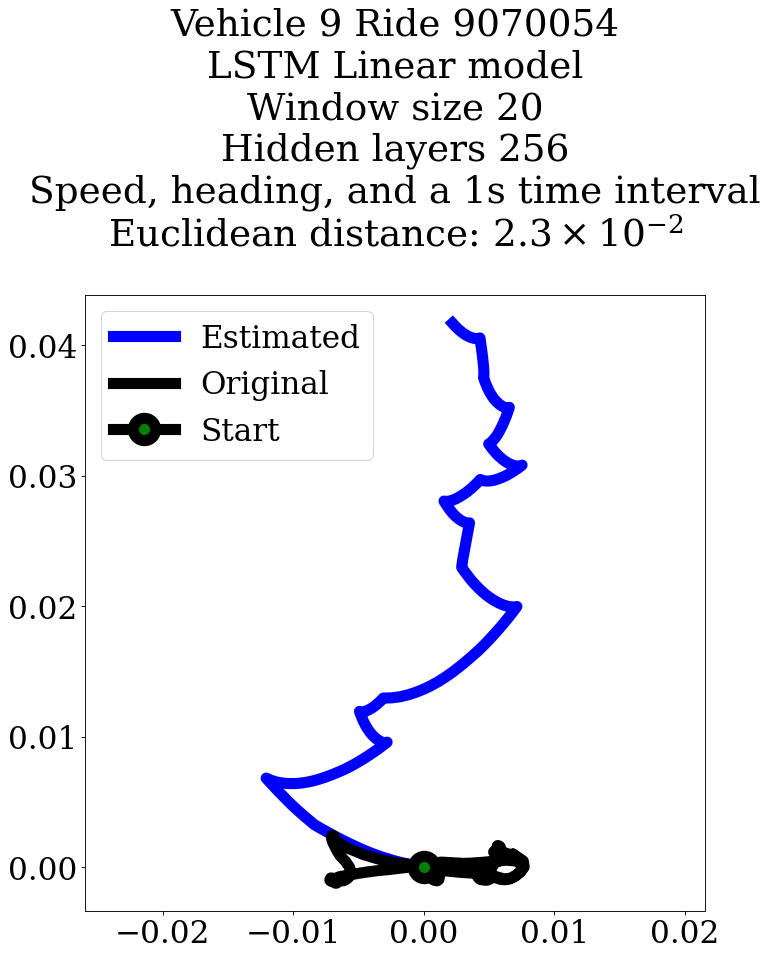 Vehicle 9 Ride 9070054
LSTM Linear model
Window size 20
Hidden layers 256
Speed, heading, and a 1s time interval
Euclidean distance: 2.3 × 10⁻²
Estimated
Original
Start
0.04
0.03
0.02
0.01
0.00
−0.02 −0.01 0.00 0.01 0.02